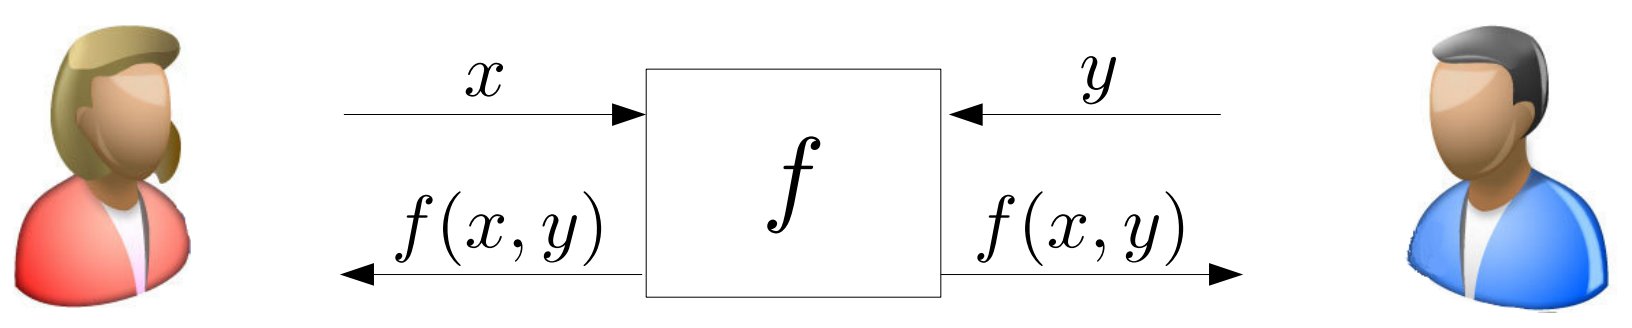 x
y
f
f(x, y)
f(x, y)